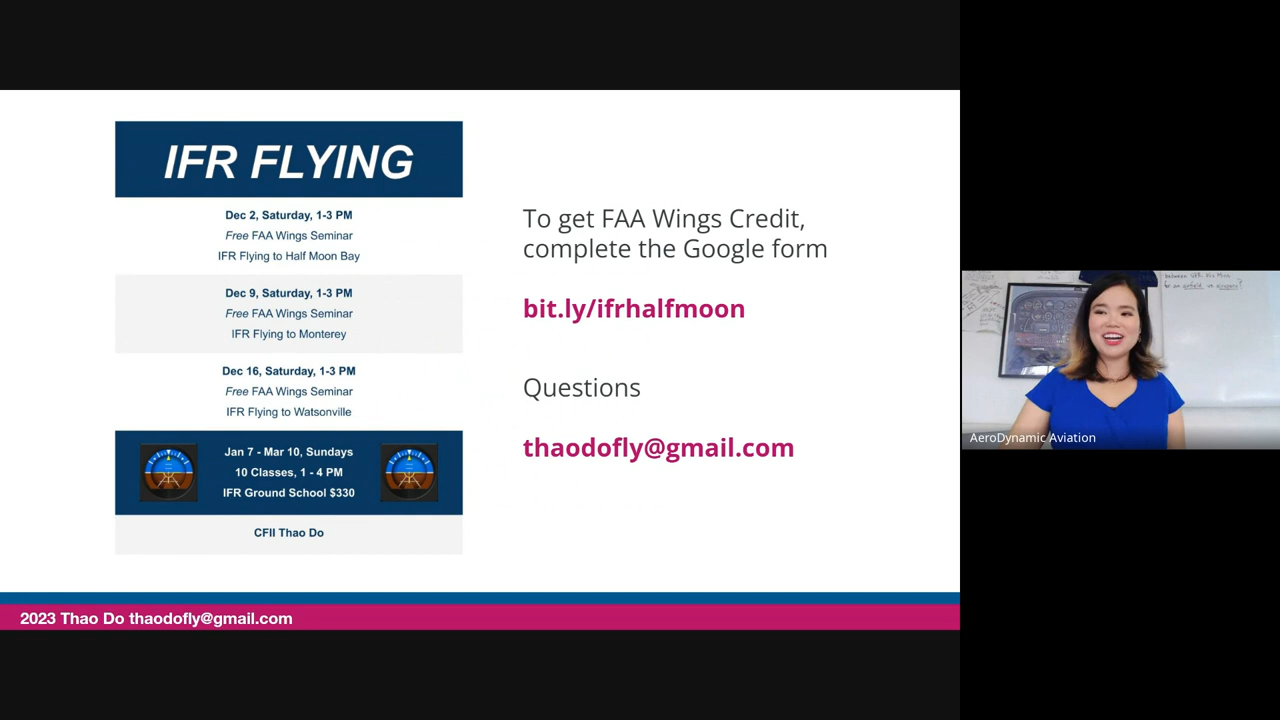 IFR FLYING
Dec 2, Saturday, 1-3 PM
Free FAA Wings Seminar
IFR Flying to Half Moon Bay
Dec 9, Saturday, 1-3 PM
Free FAA Wings Seminar
IFR Flying to Monterey
Dec 16, Saturday, 1-3 PM
Free FAA Wings Seminar
IFR Flying to Watsonville
Jan 7 - Mar 10, Sundays
10 Classes, 1 - 4 PM
IFR Ground School $330
CFII Thao Do
To get FAA Wings Credit,
complete the Google form
bit.ly/ifrhalfmoon
Questions
thaodofly@gmail.com
2023 Thao Do thaodofly@gmail.com
AeroDynamic Aviation